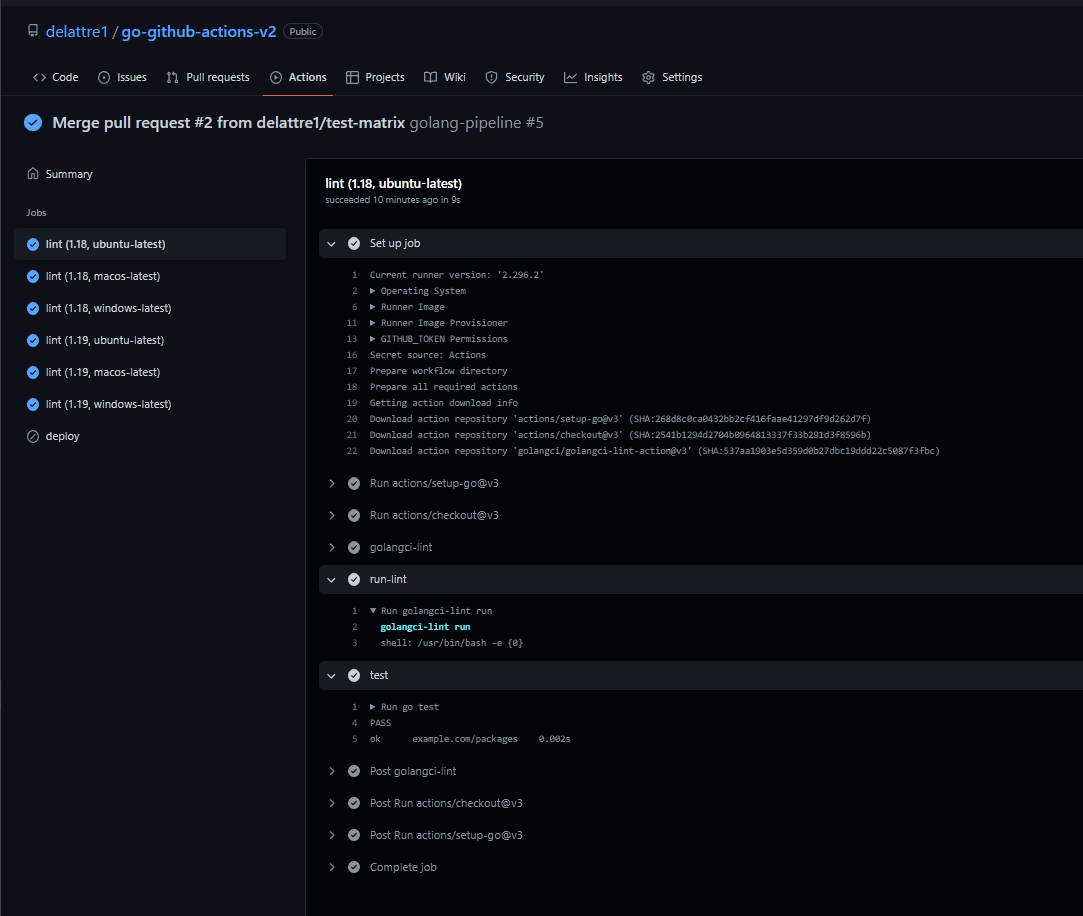 delattre1 / go-github-actions-v2 Public
Code Issues Pull requests Actions Projects Wiki Security Insights Settings
Merge pull request #2 from delattre1/test-matrix golang-pipeline #5
Summary
Jobs
lint (1.18, ubuntu-latest)
lint (1.18, macos-latest)
lint (1.18, windows-latest)
lint (1.19, ubuntu-latest)
lint (1.19, macos-latest)
lint (1.19, windows-latest)
deploy
lint (1.18, ubuntu-latest)
succeeded 10 minutes ago in 9s
Set up job
1 Current runner version: '2.296.2'
2 ▶ Operating System
6 ▶ Runner Image
11 ▶ Runner Image Provisioner
13 ▶ GITHUB_TOKEN Permissions
16 Secret source: Actions
17 Prepare workflow directory
18 Prepare all required actions
19 Getting action download info
20 Download action repository 'actions/setup-go@v3' (SHA:268d8c0ca0432bb2cf416faae41297df9d262d7f)
21 Download action repository 'actions/checkout@v3' (SHA:2541b1294d2704b0964813337f33b291d3f8596b)
22 Download action repository 'golangci/golangci-lint-action@v3' (SHA:537aa1903e5d359d0b27dbc19ddd22c5087f3fbc)
Run actions/setup-go@v3
Run actions/checkout@v3
golangci-lint
run-lint
1 ▼ Run golangci-lint run
2 golangci-lint run
3 shell: /usr/bin/bash -e {0}
test
1 ▶ Run go test
4 PASS
5 ok example.com/packages 0.002s
Post golangci-lint
Post Run actions/checkout@v3
Post Run actions/setup-go@v3
Complete job